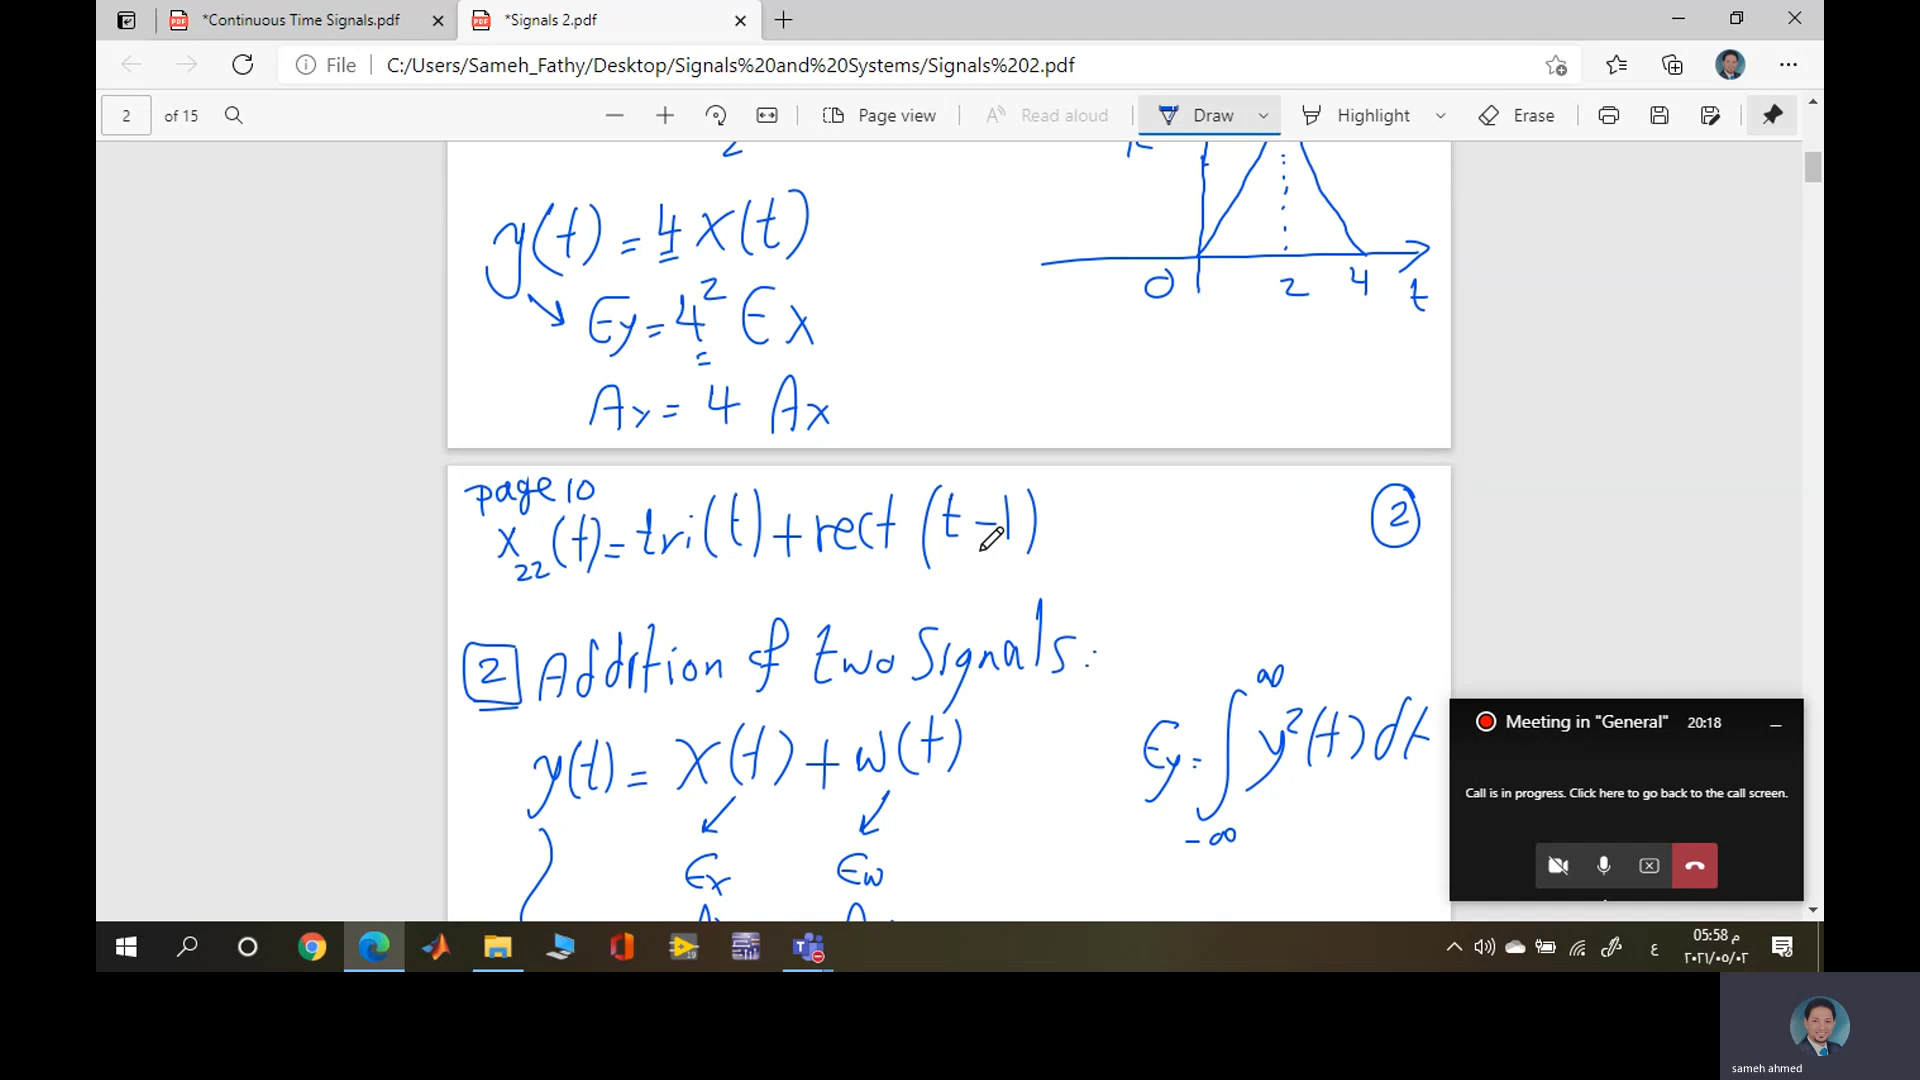 *Continuous Time Signals.pdf
*Signals 2.pdf
File
C:/Users/Sameh_Fathy/Desktop/Signals%20and%20Systems/Signals%202.pdf
2 of 15
Page view
Read aloud
Draw
Highlight
Erase
y(t) = 4 x(t)
Ey = 4² Ex
Ay = 4 Ax
0 2 4 t
page 10
x22(t) = tri(t) + rect(t-1)
2
2 Addition of two Signals:
y(t) = x(t) + w(t)
Ey = ∫ y²(t) dt
∞
-∞
Ex Ew
Meeting in "General" 20:18
Call is in progress. Click here to go back to the call screen.
19
ع
05:58 م
٢٠٢١/٠٥/٠٢
sameh ahmed